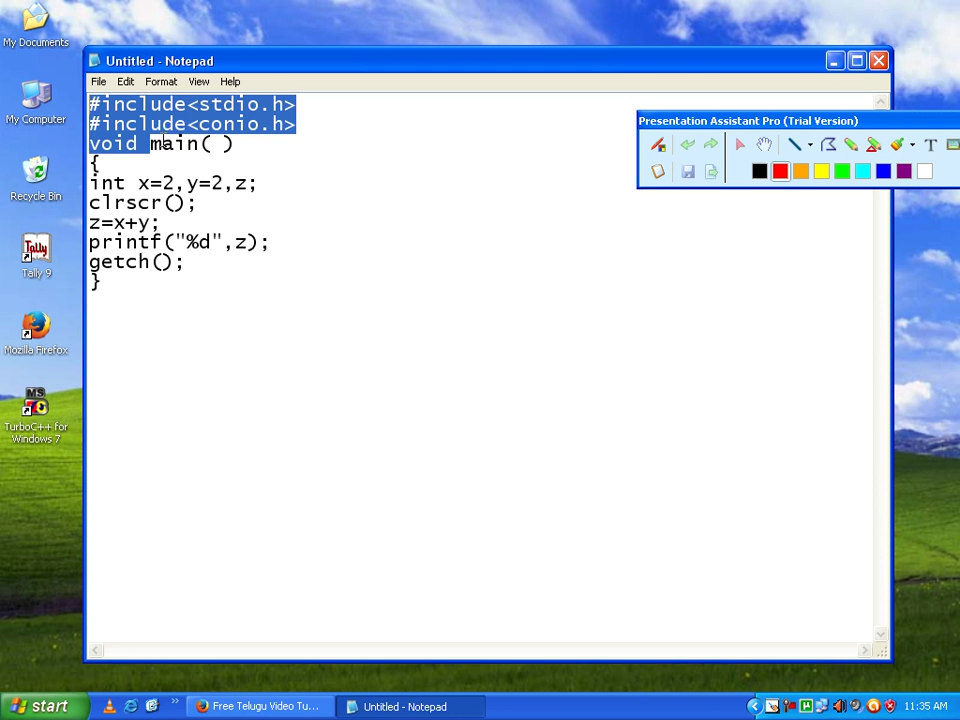 My Documents
My Computer
Recycle Bin
Tally
Tally 9
Mozilla Firefox
MS
TurboC++ for
Windows 7
Untitled - Notepad
File Edit Format View Help
#include<stdio.h>
#include<conio.h>
void main( )
{
int x=2,y=2,z;
clrscr();
z=x+y;
printf("%d",z);
getch();
}
Presentation Assistant Pro (Trial Version)
T
start
Free Telugu Video Tu...
Untitled - Notepad
11:35 AM